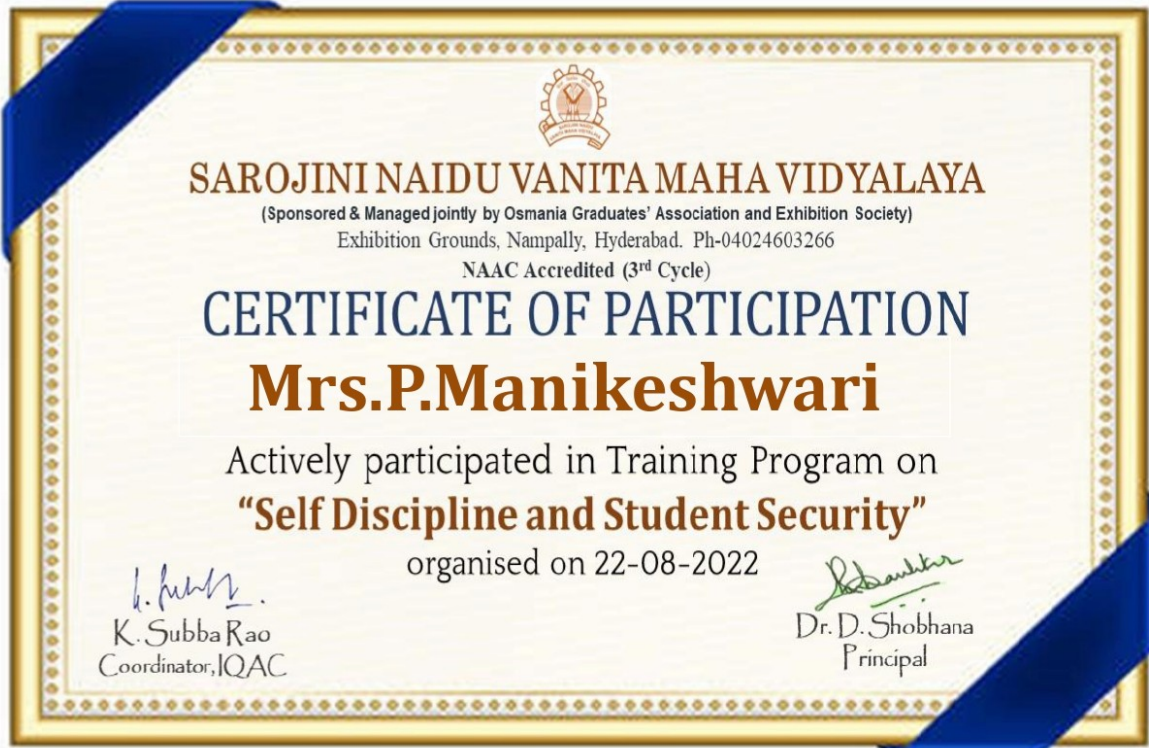 SAROJINI NAIDU VANITA MAHA VIDYALAYA
(Sponsored & Managed jointly by Osmania Graduates' Association and Exhibition Society)
Exhibition Grounds, Nampally, Hyderabad. Ph-04024603266
NAAC Accredited (3rd Cycle)
CERTIFICATE OF PARTICIPATION
Mrs.P.Manikeshwari
Actively participated in Training Program on
“Self Discipline and Student Security”
organised on 22-08-2022
K. Subba Rao
Coordinator, IQAC
Dr. D. Shobhana
Principal